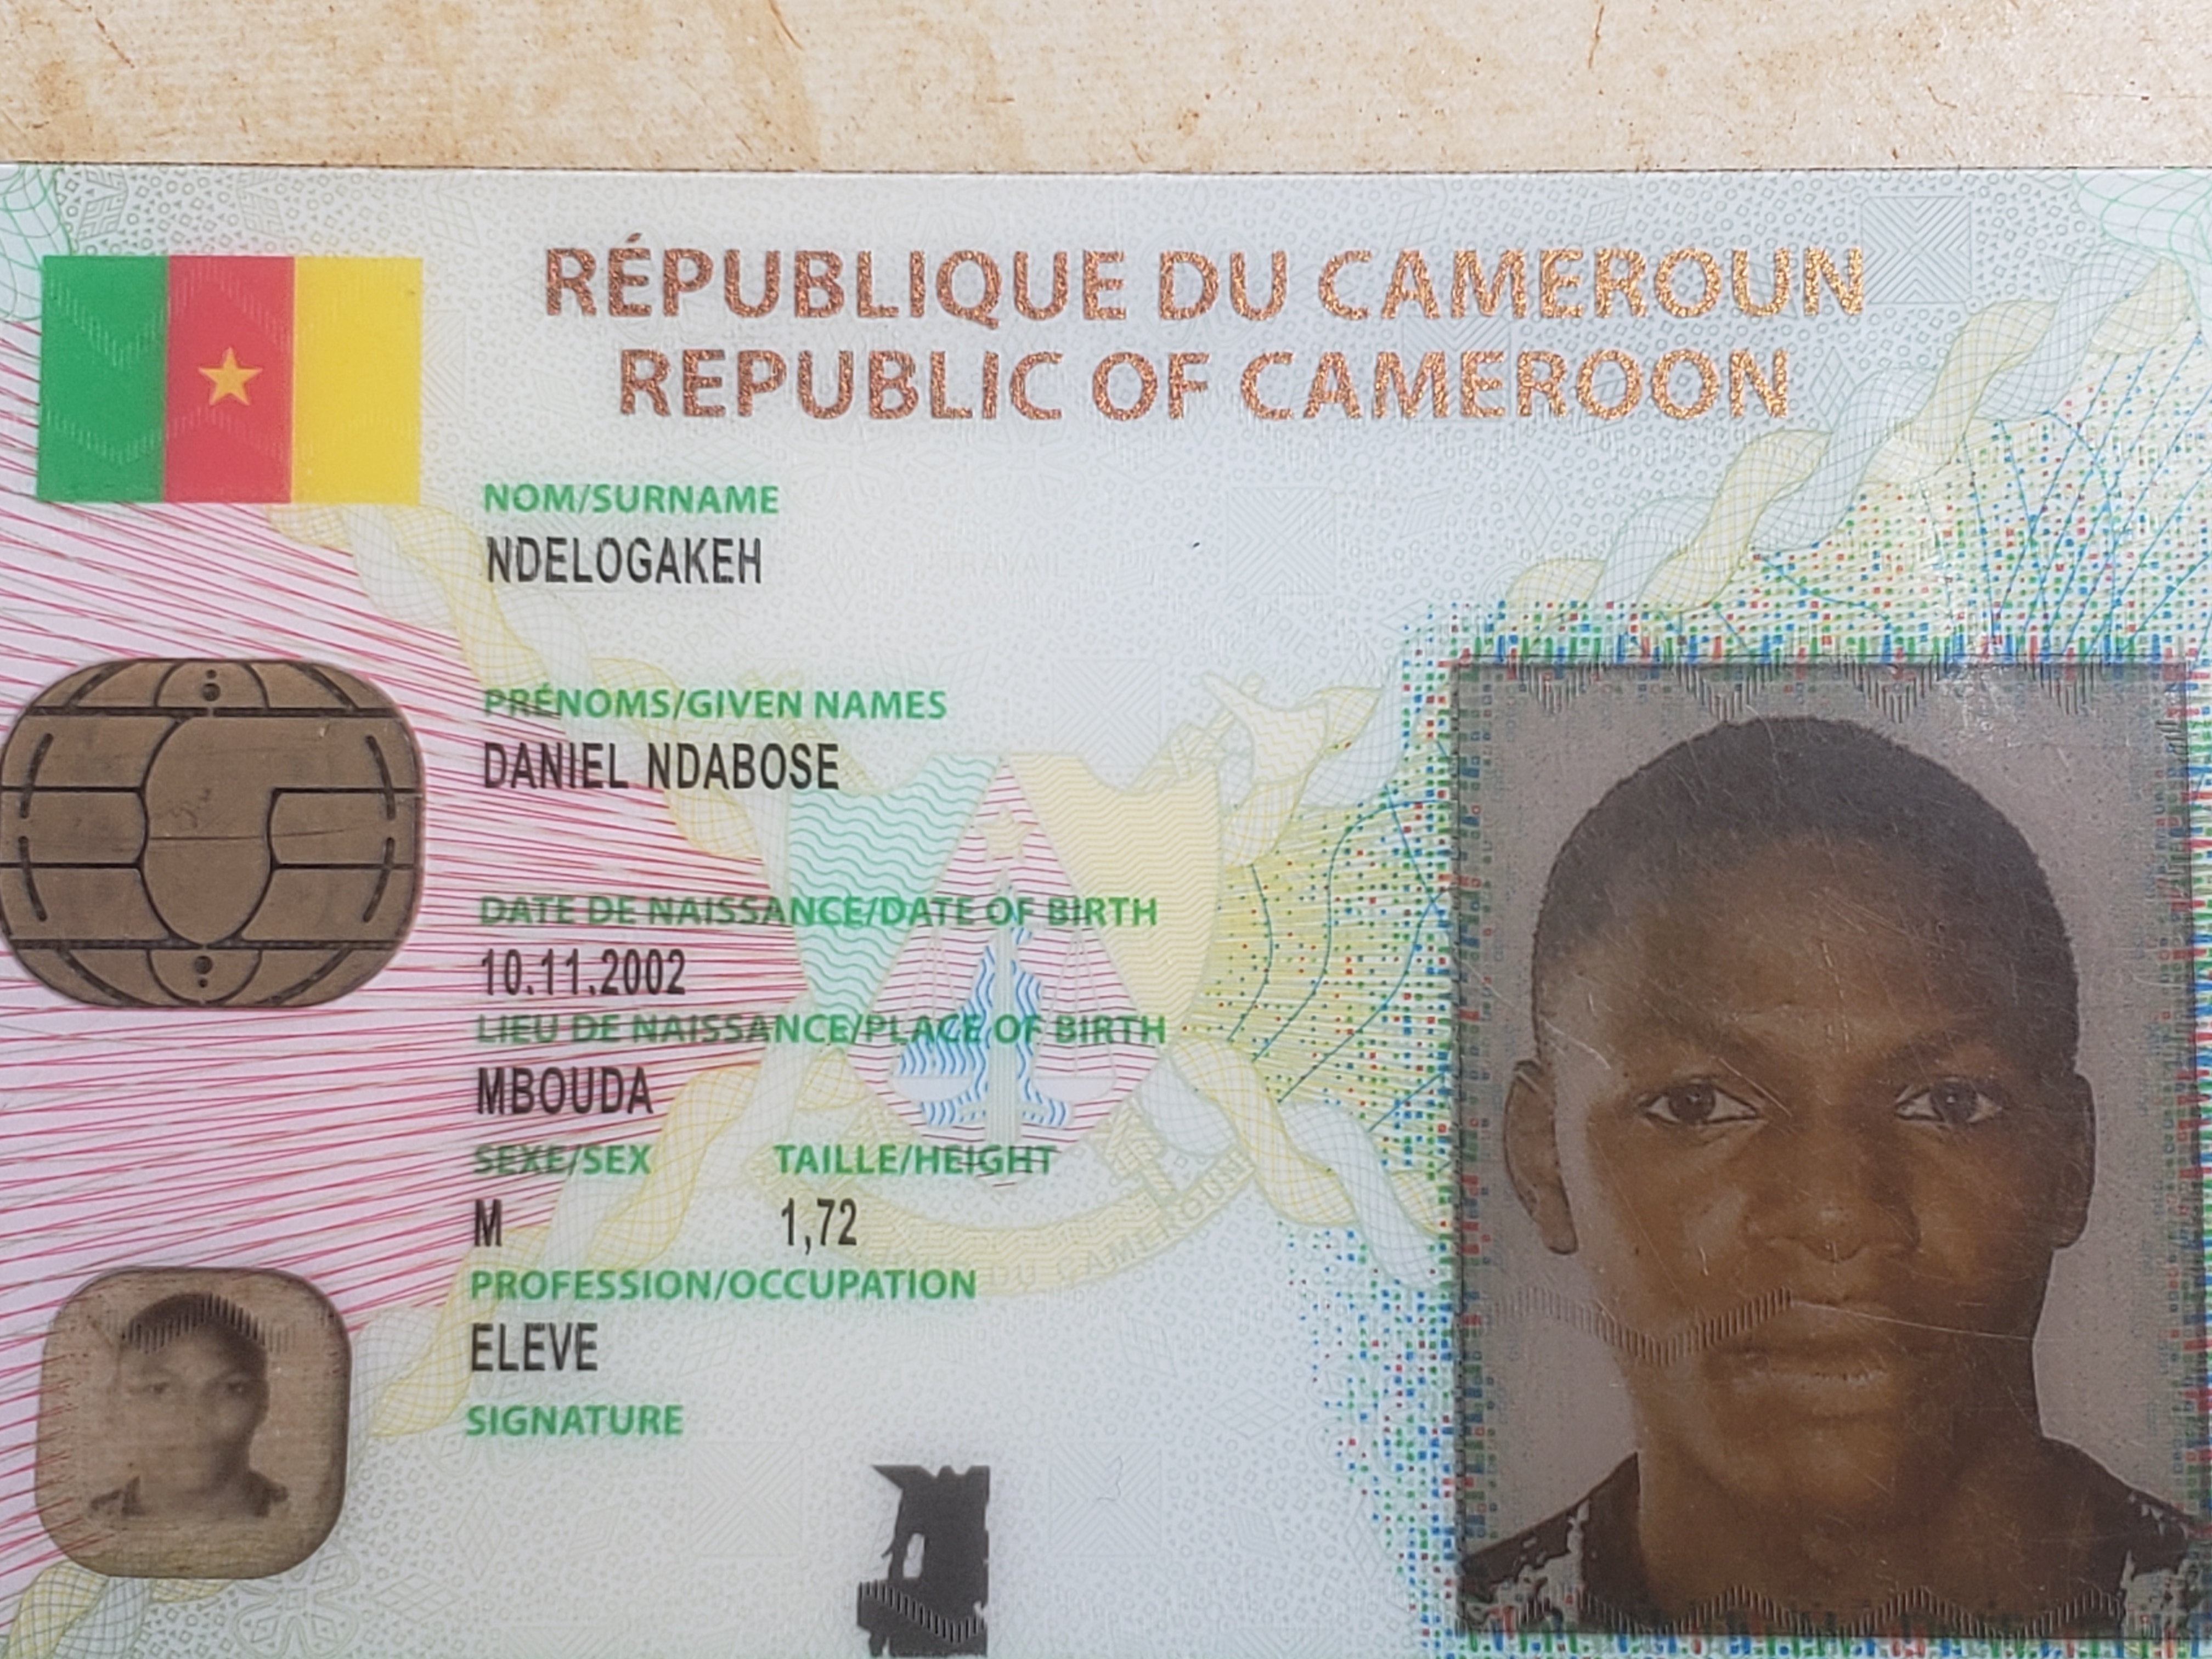 RÉPUBLIQUE DU CAMEROUN
REPUBLIC OF CAMEROON
NOM/SURNAME
NDELOGAKEH
PRÉNOMS/GIVEN NAMES
DANIEL NDABOSE
DATE DE NAISSANCE/DATE OF BIRTH
10.11.2002
LIEU DE NAISSANCE/PLACE OF BIRTH
MBOUDA
SEXE/SEX TAILLE/HEIGHT
M 1,72
PROFESSION/OCCUPATION
ELEVE
SIGNATURE